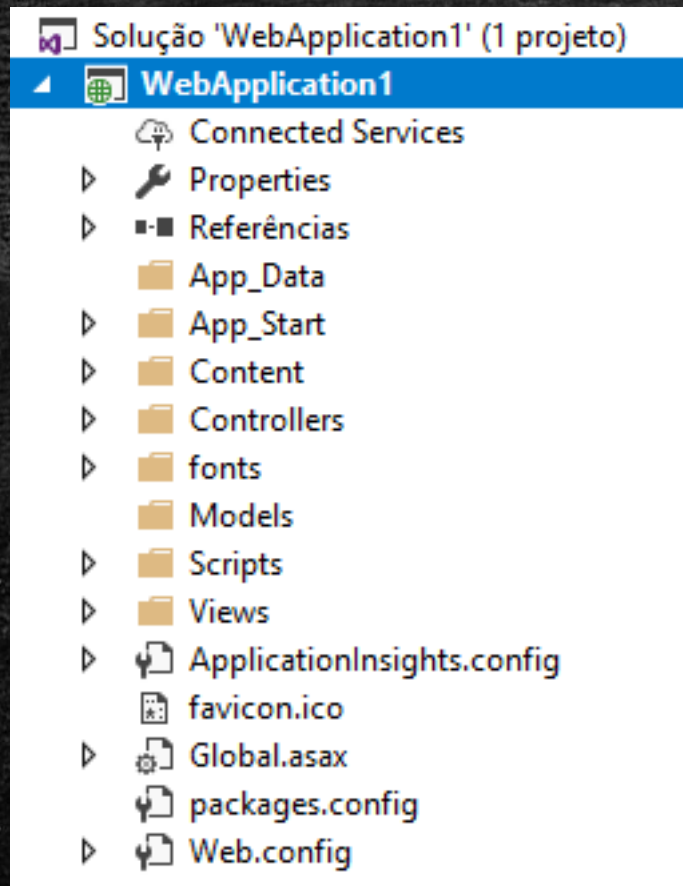 Solução 'WebApplication1' (1 projeto)
WebApplication1
Connected Services
Properties
Referências
App_Data
App_Start
Content
Controllers
fonts
Models
Scripts
Views
ApplicationInsights.config
favicon.ico
Global.asax
packages.config
Web.config